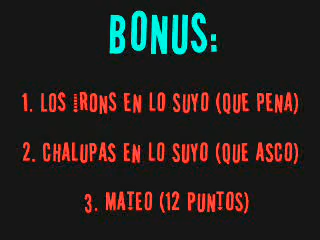 BONUS:
1. LOS IRONS EN LO SUYO (QUE PENA)
2. CHALUPAS EN LO SUYO (QUE ASCO)
3. MATEO (12 PUNTOS)